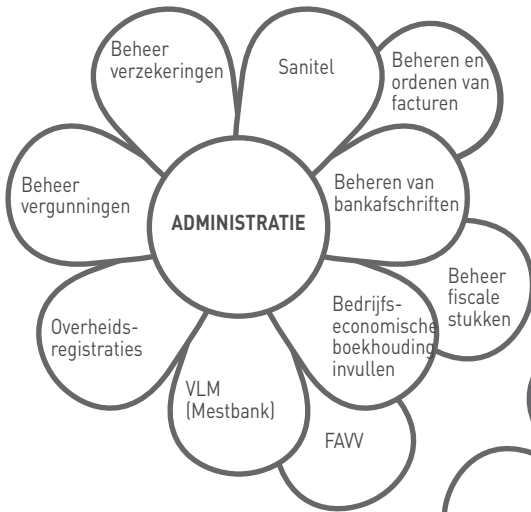 Beheer
verzekeringen
Sanitel
Beheren en
ordenen van
facturen
Beheer
vergunningen
ADMINISTRATIE
Beheren van
bankafschriften
Beheer
fiscale
stukken
Overheids-
registraties
Bedrijfs-
economische
boekhouding
invullen
VLM
(Mestbank)
FAVV